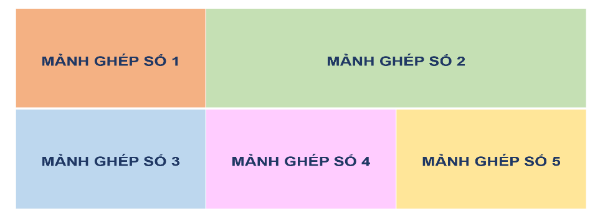 MẢNH GHÉP SỐ 1
MẢNH GHÉP SỐ 2
MẢNH GHÉP SỐ 3
MẢNH GHÉP SỐ 4
MẢNH GHÉP SỐ 5